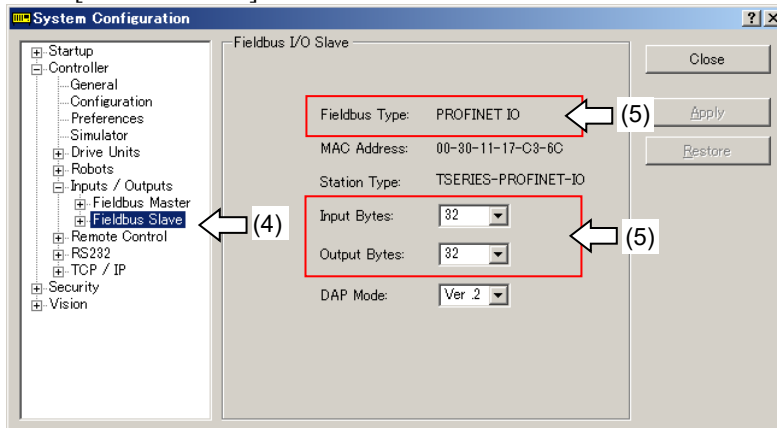 System Configuration
Startup
Controller
General
Configuration
Preferences
Simulator
Drive Units
Robots
Inputs / Outputs
Fieldbus Master
Fieldbus Slave
Remote Control
RS232
TCP / IP
Security
Vision
(4)
Fieldbus I/O Slave
Fieldbus Type: PROFINET IO
(5)
MAC Address: 00-30-11-17-C3-6C
Station Type: TSERIES-PROFINET-IO
Input Bytes: 32
Output Bytes: 32
(5)
DAP Mode: Ver .2
Close
Apply
Restore